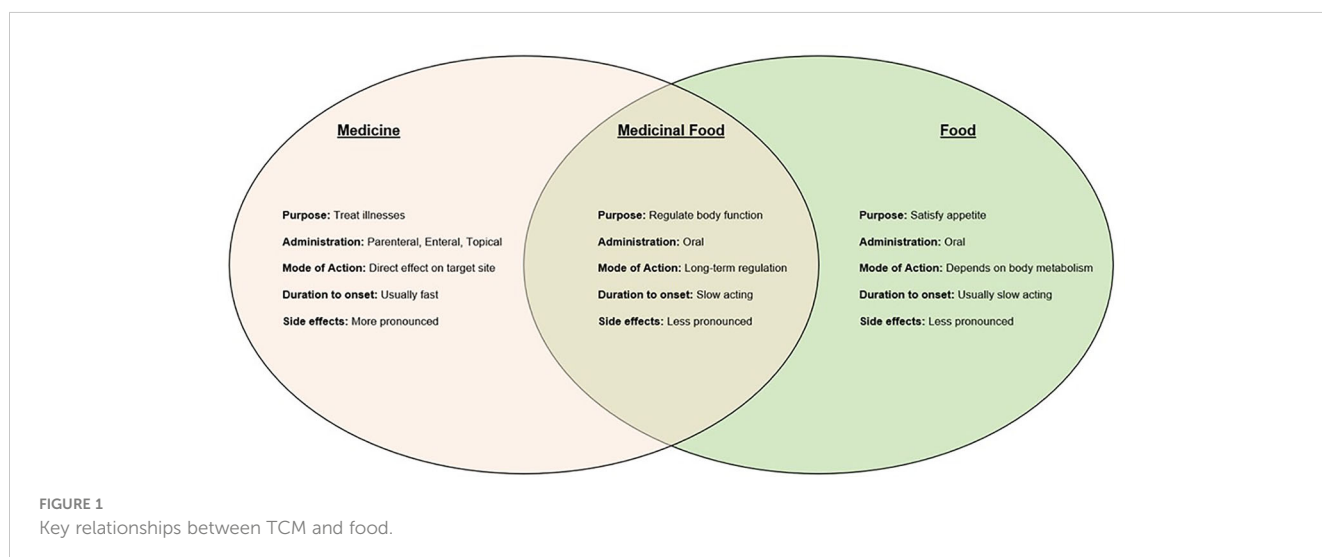 Medicine
Purpose: Treat illnesses
Administration: Parenteral, Enteral, Topical
Mode of Action: Direct effect on target site
Duration to onset: Usually fast
Side effects: More pronounced
Medicinal Food
Purpose: Regulate body function
Administration: Oral
Mode of Action: Long-term regulation
Duration to onset: Slow acting
Side effects: Less pronounced
Food
Purpose: Satisfy appetite
Administration: Oral
Mode of Action: Depends on body metabolism
Duration to onset: Usually slow acting
Side effects: Less pronounced
FIGURE 1
Key relationships between TCM and food.